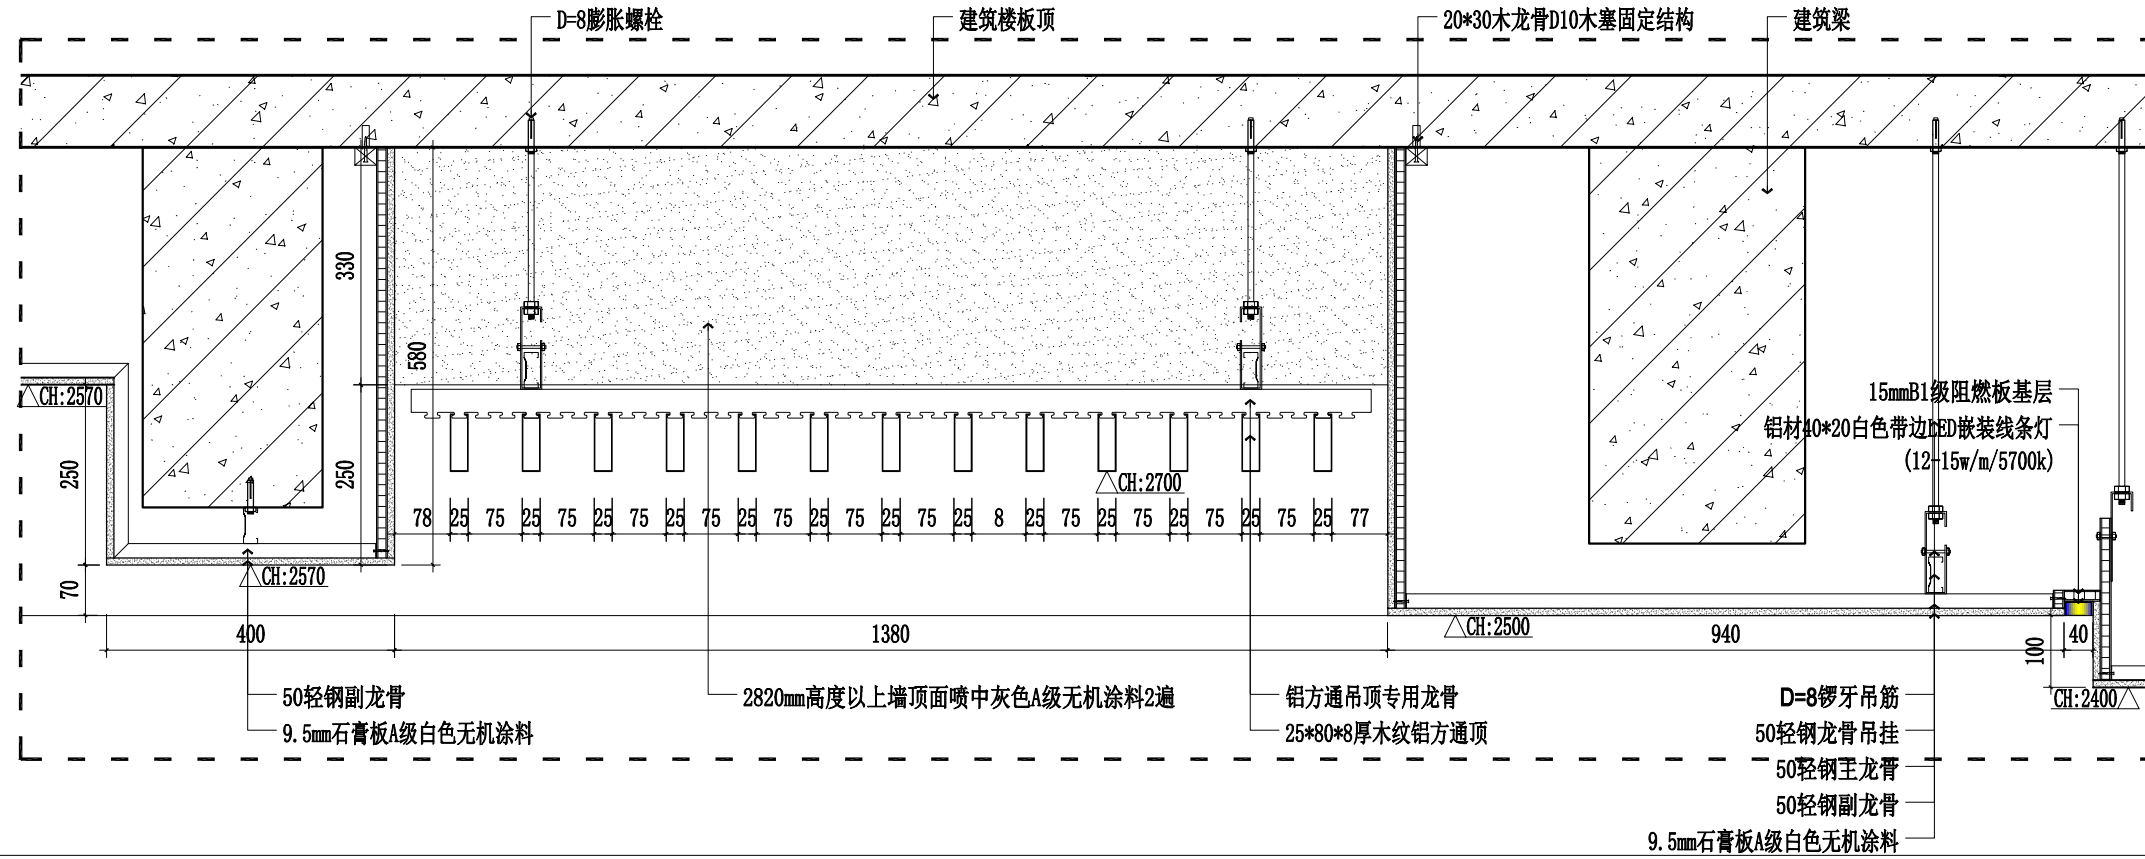 D=8膨胀螺栓
建筑楼板顶
20*30木龙骨D10木塞固定结构
建筑梁
330
580
CH:2570
15mmB1级阻燃板基层
铝材40*20白色带边LED嵌装线条灯
(12-15w/m/5700k)
250
250
CH:2700
78 25 75 25 75 25 75 25 75 25 75 25 75 25 75 25 8 25 75 25 75 25 75 25 75 25 77
CH:2570
70
CH:2500
400
1380
940
40
100
50轻钢副龙骨
2820mm高度以上墙顶面喷中灰色A级无机涂料2遍
铝方通吊顶专用龙骨
D=8锣牙吊筋
CH:2400
9.5mm石膏板A级白色无机涂料
25*80*8厚木纹铝方通顶
50轻钢龙骨吊挂
50轻钢主龙骨
50轻钢副龙骨
9.5mm石膏板A级白色无机涂料